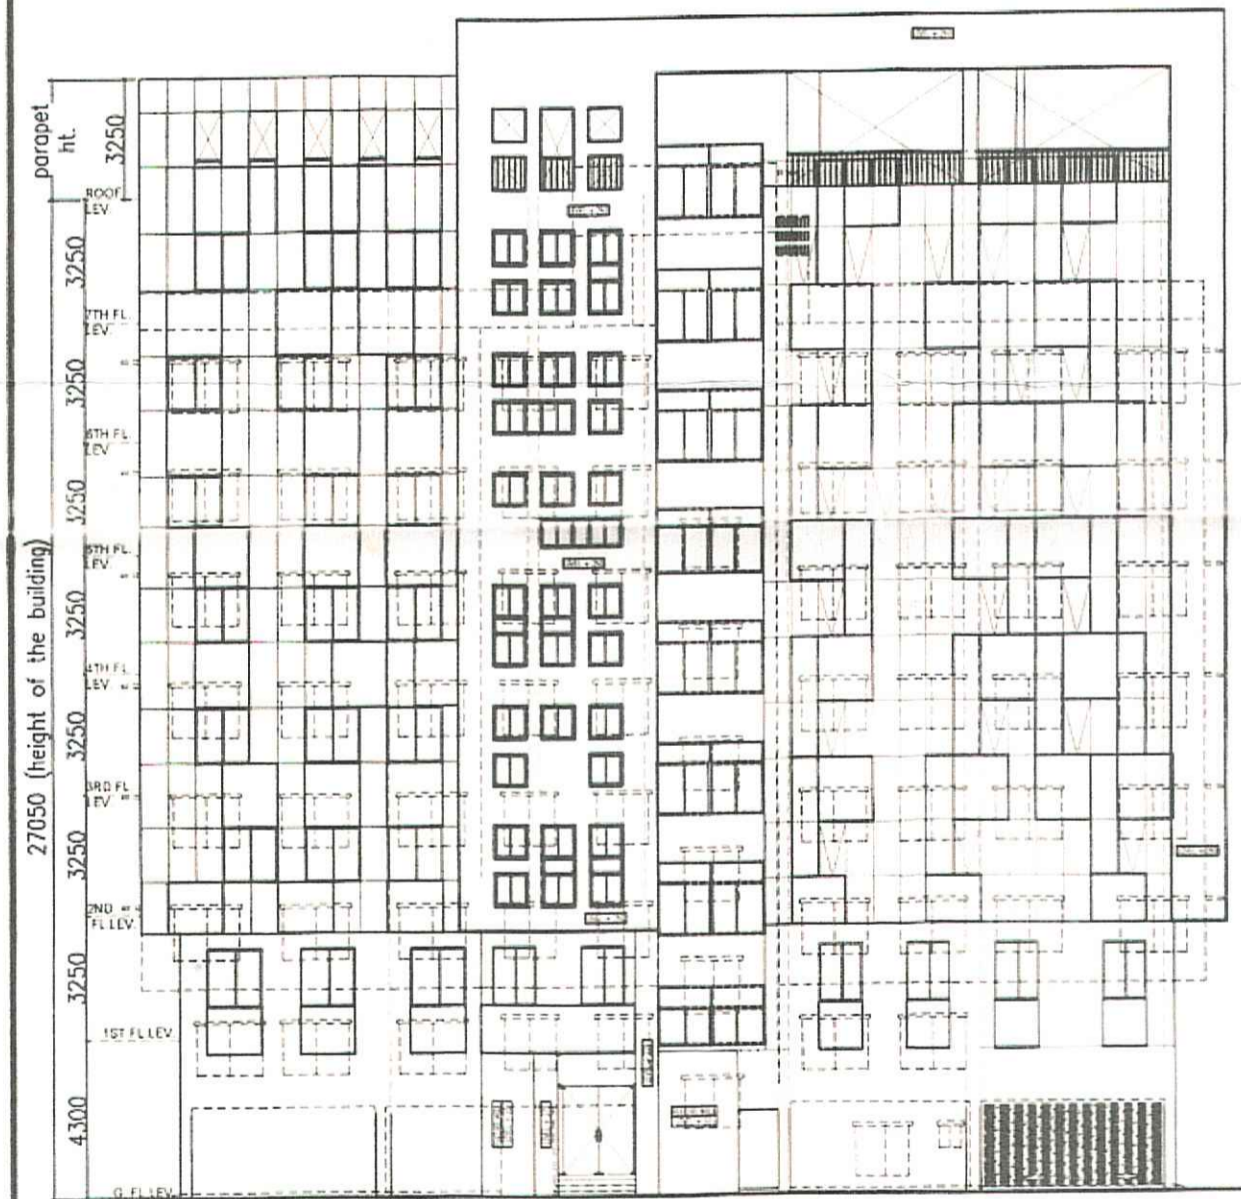 parapet
ht.
3250
ROOF
LEV
3250
7TH FL.
LEV.
3250
6TH FL.
LEV.
3250
5TH FL.
LEV.
3250
4TH FL.
LEV
3250
3RD FL
LEV
3250
2ND
FL LEV.
3250
1ST FL LEV.
4300
G. FL LEV.
27050 (height of the building)